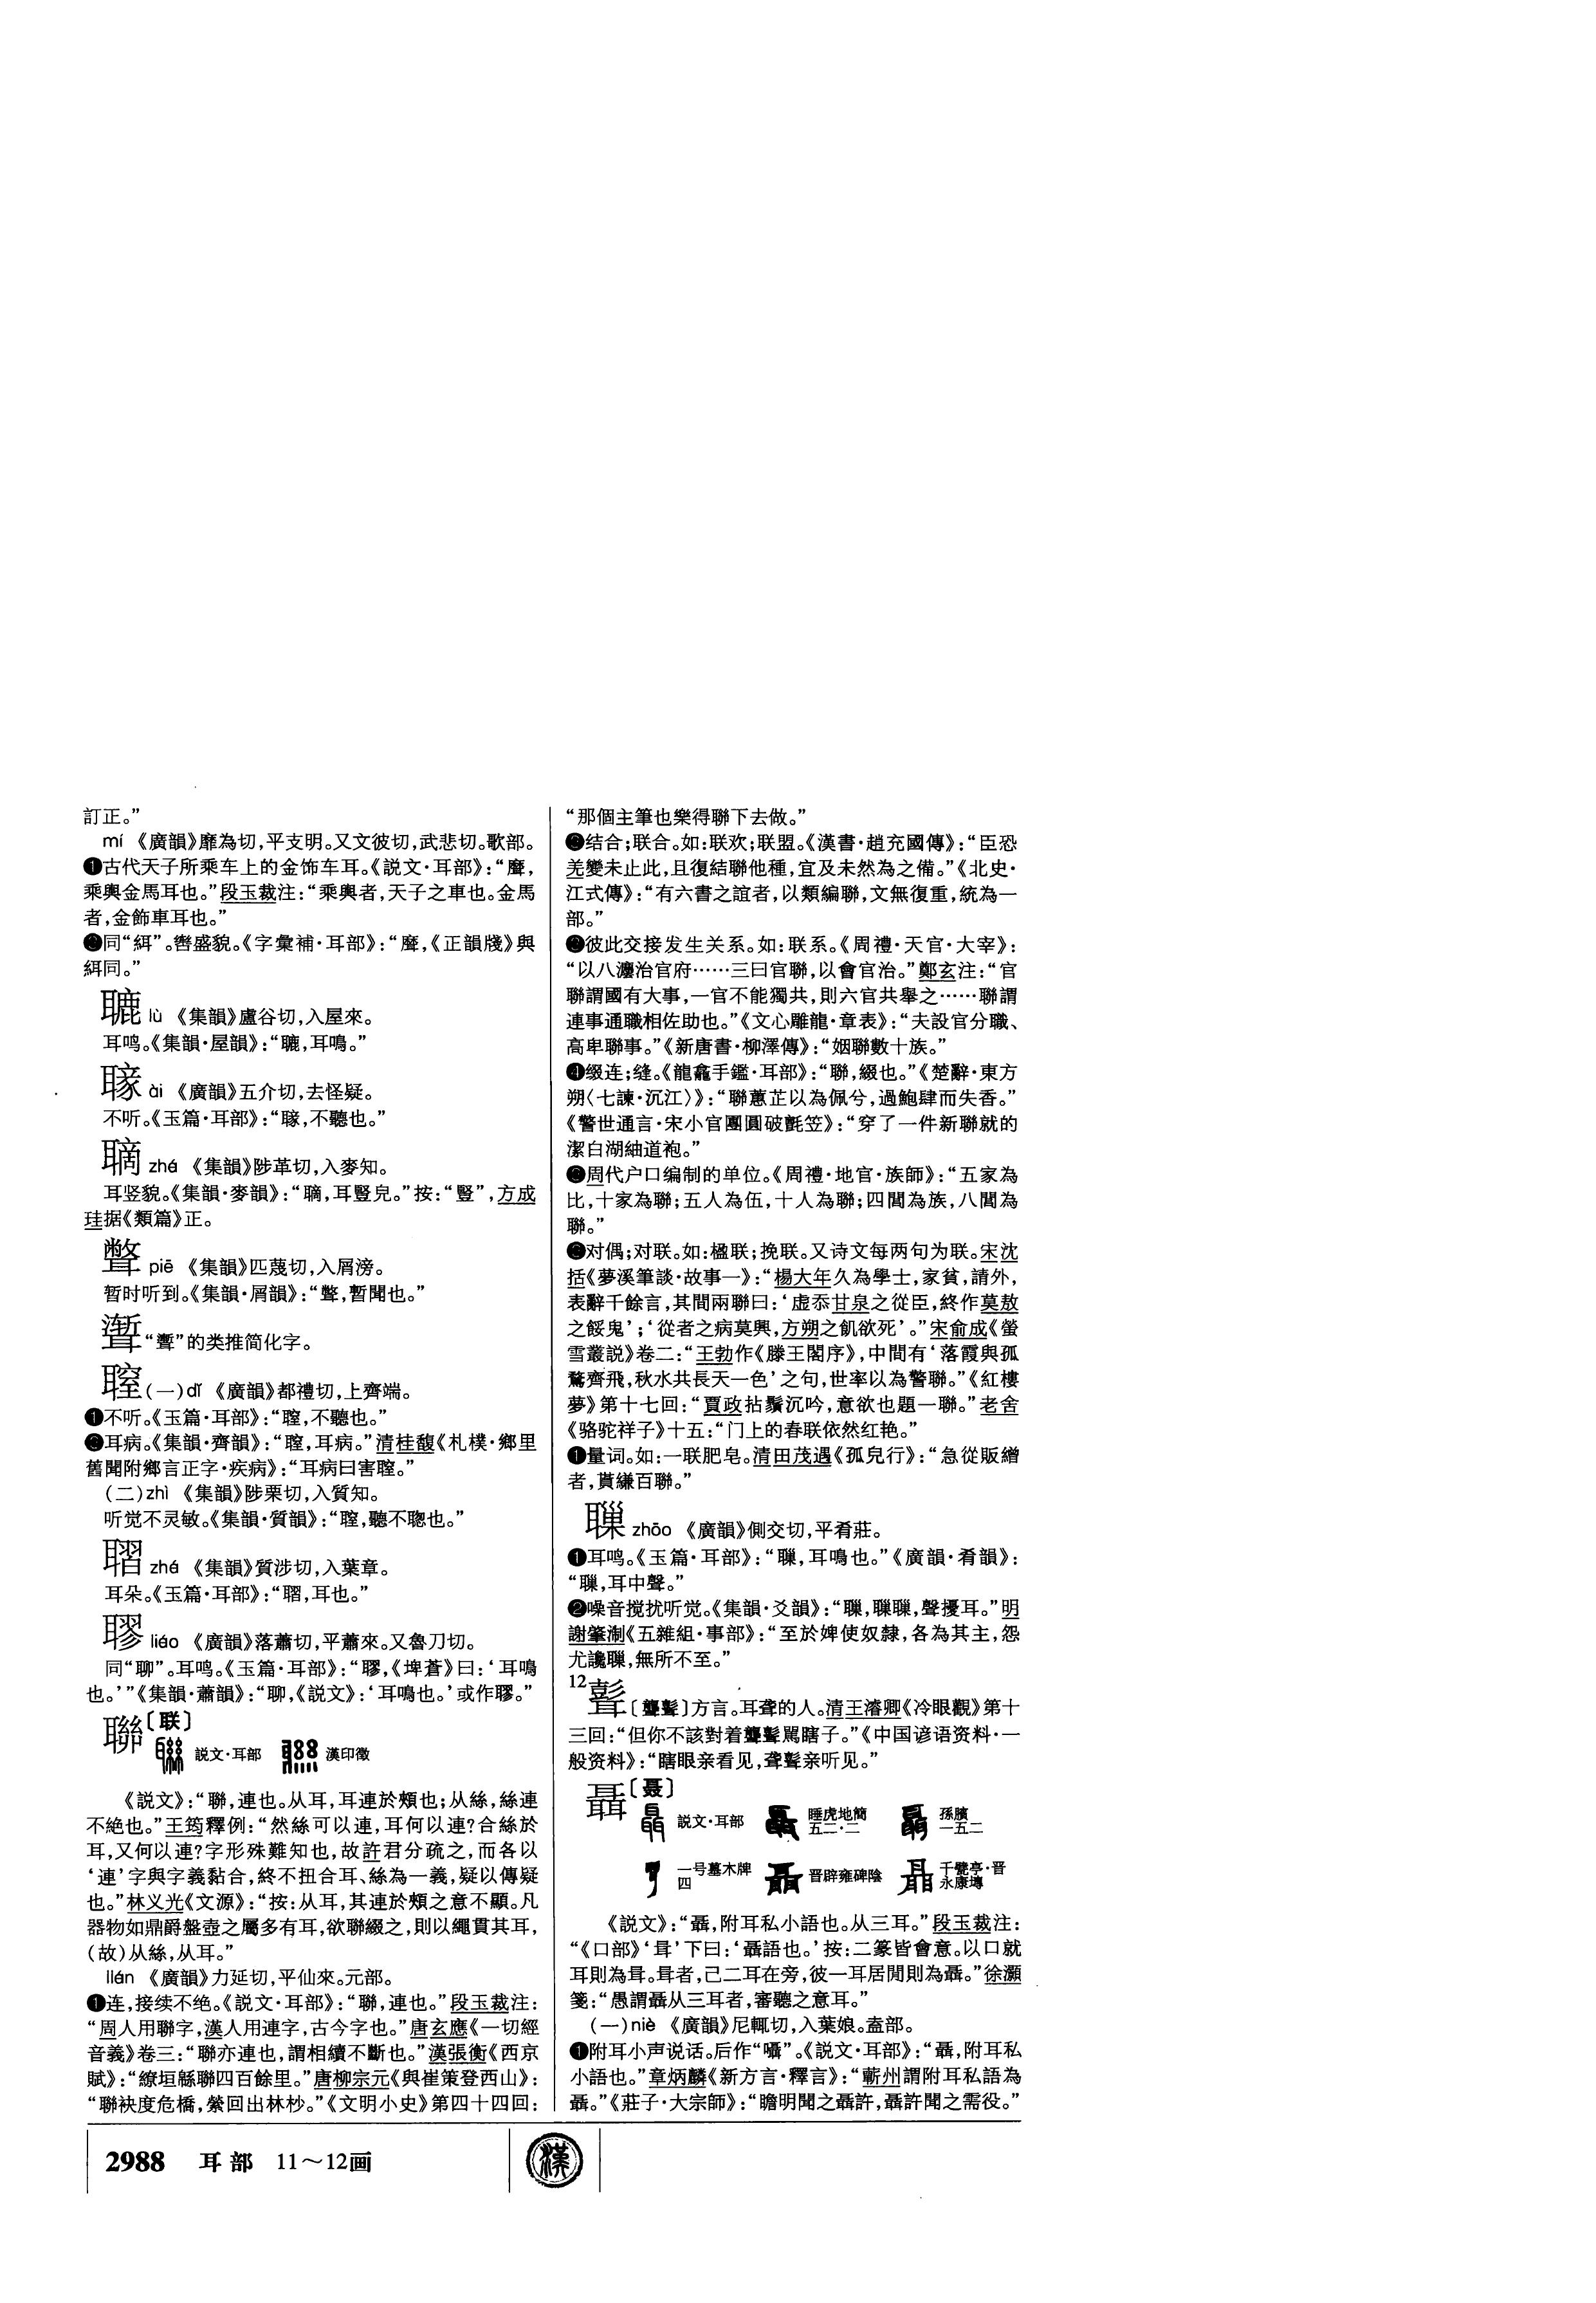 訂正。”
mí 《廣韻》靡為切,平支明。又文彼切,武悲切。歌部。
❶古代天子所乘车上的金饰车耳。《説文·耳部》:“䃺,
乘輿金馬耳也。”段玉裁注:“乘輿者,天子之車也。金馬
者,金飾車耳也。”
同“緷”。辔盛貌。《字彙補·耳部》:“,《正韻牋》與
同。”
聽 lù 《集韻》盧谷切,入屋來。
耳鸣。《集韻·屋韻》:“,耳鳴。”
ài 《廣韻》五介切,去怪疑。
不听。《玉篇·耳部》:“,不聽也。”
zhé 《集韻》陟革切,入麥知。
耳竖貌。《集韻·麥韻》:“,耳豎皃。”按:“豎”,方成
珪据《類篇》正。
piē 《集韻》匹蔑切,入屑滂。
暂时听到。《集韻·屑韻》:“,暫聞也。”
“”的类推简化字。
(一)dǐ 《廣韻》都禮切,上齊端。
❶不听。《玉篇·耳部》:“,不聽也。”
耳病。《集韻·齊韻》:“,耳病。”清桂馥《札樸·鄉里
舊聞附鄉言正字·疾病》:“耳病曰害。”
(二)zhì 《集韻》陟栗切,入質知。
听觉不灵敏。《集韻·質韻》:“,聽不聰也。”
zhé 《集韻》質涉切,入葉章。
耳朵。《玉篇·耳部》:“,耳也。”
膠 liáo 《廣韻》落蕭切,平蕭來。又魯刀切。
同“聊”。耳鸣。《玉篇·耳部》:“,《埤蒼》曰:‘耳鳴
也。’”《集韻·蕭韻》:“聊,《説文》:‘耳鳴也。’或作。”
聯〔联〕
説文·耳部 漢印徵
《説文》:“聯,連也。从耳,耳連於頰也;从絲,絲連
不絶也。”王筠釋例:“然絲可以連,耳何以連?合絲於
耳,又何以連?字形殊難知也,故許君分疏之,而各以
‘連’字與字義黏合,終不扭合耳、絲為一義,疑以傳疑
也。”林义光《文源》:“按:从耳,其連於頰之意不顯。凡
器物如鼎爵盤壺之屬多有耳,欲聯綴之,則以繩貫其耳,
(故)从絲,从耳。”
lián 《廣韻》力延切,平仙來。元部。
❶连,接续不绝。《説文·耳部》:“聯,連也。”段玉裁注:
“周人用聯字,漢人用連字,古今字也。”唐玄應《一切經
音義》卷三:“聯亦連也,謂相續不斷也。”漢張衡《西京
賦》:“繚垣緜聯四百餘里。”唐柳宗元《與崔策登西山》:
“聯袂度危橋,縈回出林杪。”《文明小史》第四十四回:
“那個主筆也樂得聯下去做。”
结合;联合。如:联欢;联盟。《漢書·趙充國傳》:“臣恐
羌變未止此,且復結聯他種,宜及未然為之備。”《北史·
江式傳》:“有六書之誼者,以類編聯,文無復重,統為一
部。”
彼此交接发生关系。如:联系。《周禮·天官·大宰》:
“以八灋治官府……三曰官聯,以會官治。”鄭玄注:“官
聯謂國有大事,一官不能獨共,則六官共舉之……聯謂
連事通職相佐助也。”《文心雕龍·章表》:“夫設官分職、
高卑聯事。”《新唐書·柳澤傳》:“姻聯數十族。”
❹缀连;缝。《龍龕手鑑·耳部》:“聯,綴也。”《楚辭·東方
朔〈七諫·沉江〉》:“聯蕙芷以為佩兮,過鮑肆而失香。”
《警世通言·宋小官團圓破氈笠》:“穿了一件新聯就的
潔白湖紬道袍。”
周代户口编制的单位。《周禮·地官·族師》:“五家為
比,十家為聯;五人為伍,十人為聯;四閭為族,八閭為
聯。”
对偶;对联。如:楹联;挽联。又诗文每两句为联。宋沈
括《夢溪筆談·故事一》:“楊大年久為學士,家貧,請外,
表辭千餘言,其間兩聯曰:‘虚忝甘泉之從臣,終作莫敖
之餒鬼’;‘從者之病莫興,方朔之飢欲死’。”宋俞成《螢
雪叢説》卷二:“王勃作《滕王閣序》,中間有‘落霞與孤
鶩齊飛,秋水共長天一色’之句,世率以為警聯。”《紅樓
夢》第十七回:“賈政拈鬚沉吟,意欲也題一聯。”老舍
《骆驼祥子》十五:“门上的春联依然红艳。”
❶量词。如:一联肥皂。清田茂遇《孤兒行》:“急從販繒
者,貰縑百聯。”
zhāo 《廣韻》側交切,平肴莊。
❶耳鸣。《玉篇·耳部》:“,耳鳴也。”《廣韻·肴韻》:
“,耳中聲。”
❷噪音搅扰听觉。《集韻·爻韻》:“,聲擾耳。”明
謝肇淛《五雜組·事部》:“至於婢使奴隸,各為其主,怨
尤讒,無所不至。”
12
〔聾〕方言。耳聋的人。清王濬卿《冷眼觀》第十
三回:“但你不該對着聾罵瞎子。”《中国谚语资料·一
般资料》:“瞎眼亲看见,聋亲听见。”
聶〔聂〕
説文·耳部 睡虎地簡五二·二 孫臏一五二
一号墓木牌四 晋辟雍碑陰 千甓亭·晋永康塼
《説文》:“聶,附耳私小語也。从三耳。”段玉裁注:
“《口部》‘咠’下曰:‘聶語也。’按:二篆皆會意。以口就
耳則為咠。咠者,己二耳在旁,彼一耳居閒則為聶。”徐灝
箋:“愚謂聶从三耳者,審聽之意耳。”
(一)niè 《廣韻》尼輒切,入葉娘。盍部。
❶附耳小声说话。后作“囁”。《説文·耳部》:“聶,附耳私
小語也。”章炳麟《新方言·釋言》:“蘄州謂附耳私語為
聶。”《莊子·大宗師》:“瞻明聞之聶許,聶許聞之需役。”
2988 耳部 11～12画
漢